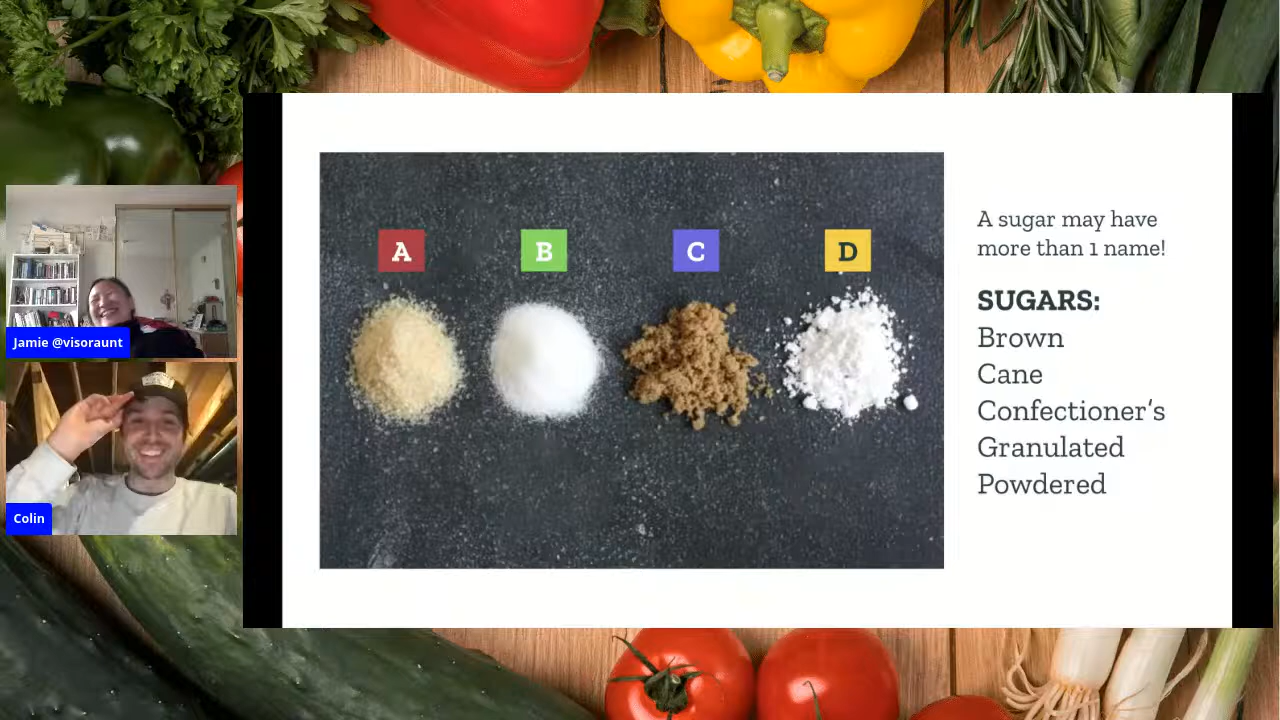 A
B
C
D
A sugar may have
more than 1 name!
SUGARS:
Brown
Cane
Confectioner's
Granulated
Powdered
Jamie @visoraunt
Colin